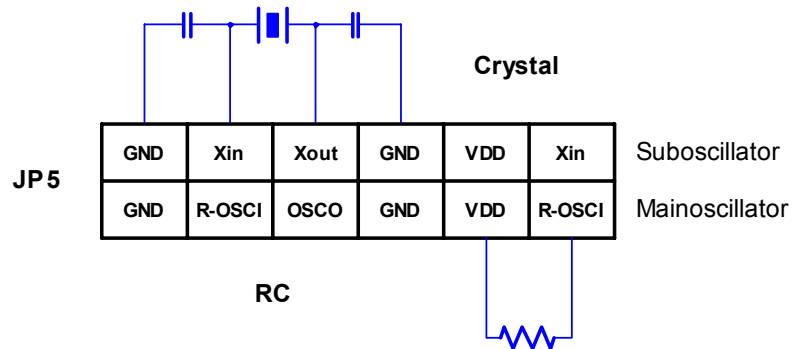 Crystal
GND Xin Xout GND VDD Xin Suboscillator
JP5
GND R-OSCI OSCO GND VDD R-OSCI Mainoscillator
RC